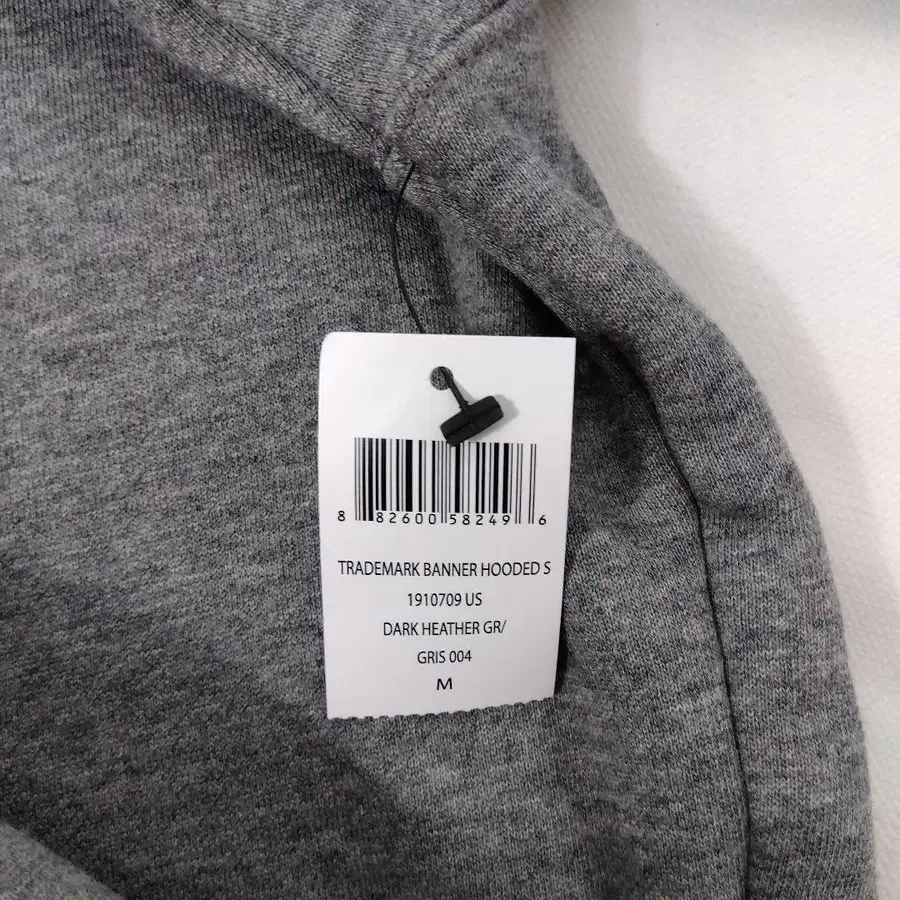 8 82600 58249 6
TRADEMARK BANNER HOODED S
1910709 US
DARK HEATHER GR/
GRIS 004
M